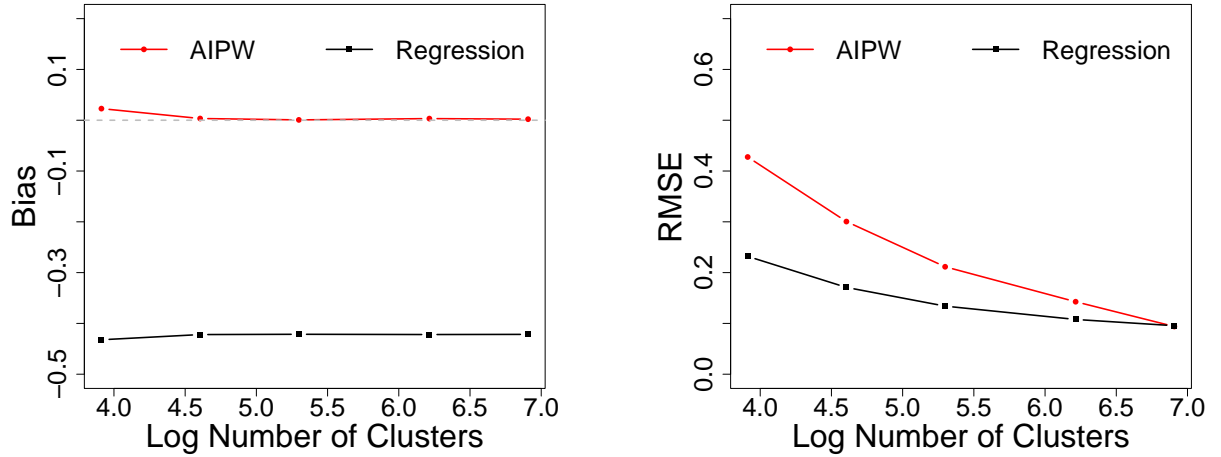 AIPW
Regression
0.1
−0.1
−0.3
−0.5
Bias
4.0 4.5 5.0 5.5 6.0 6.5 7.0
Log Number of Clusters
AIPW
Regression
0.6
0.4
0.2
0.0
RMSE
4.0 4.5 5.0 5.5 6.0 6.5 7.0
Log Number of Clusters